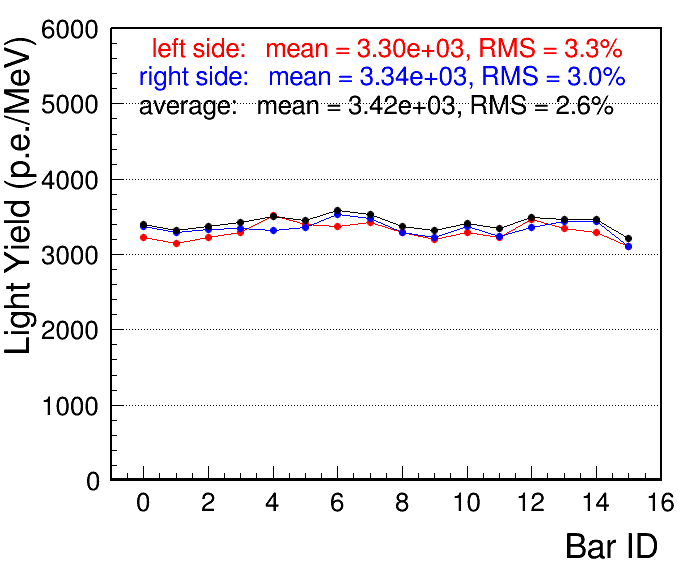 6000
left side: mean = 3.30e+03, RMS = 3.3%
right side: mean = 3.34e+03, RMS = 3.0%
5000
average: mean = 3.42e+03, RMS = 2.6%
4000
3000
2000
1000
0
Light Yield (p.e./MeV)
0 2 4 6 8 10 12 14 16
Bar ID